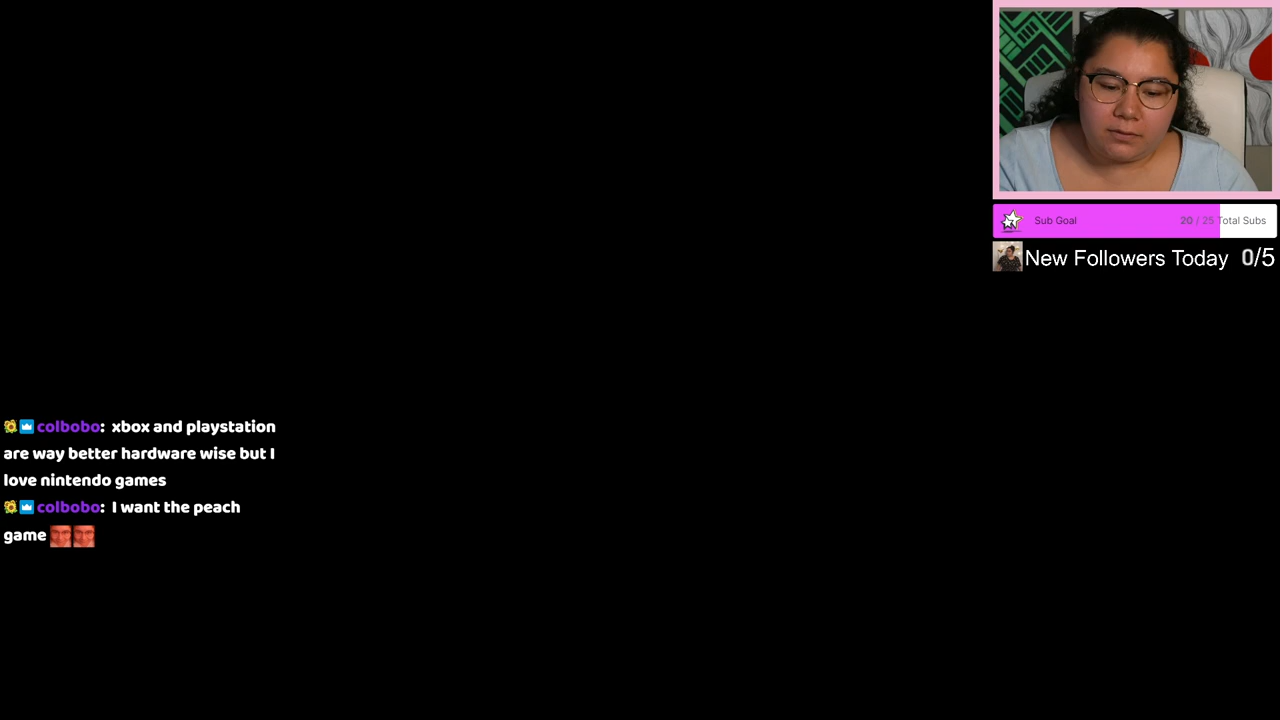 Sub Goal 20 / 25 Total Subs
New Followers Today 0/5
colbobo: xbox and playstation
are way better hardware wise but I
love nintendo games
colbobo: I want the peach
game